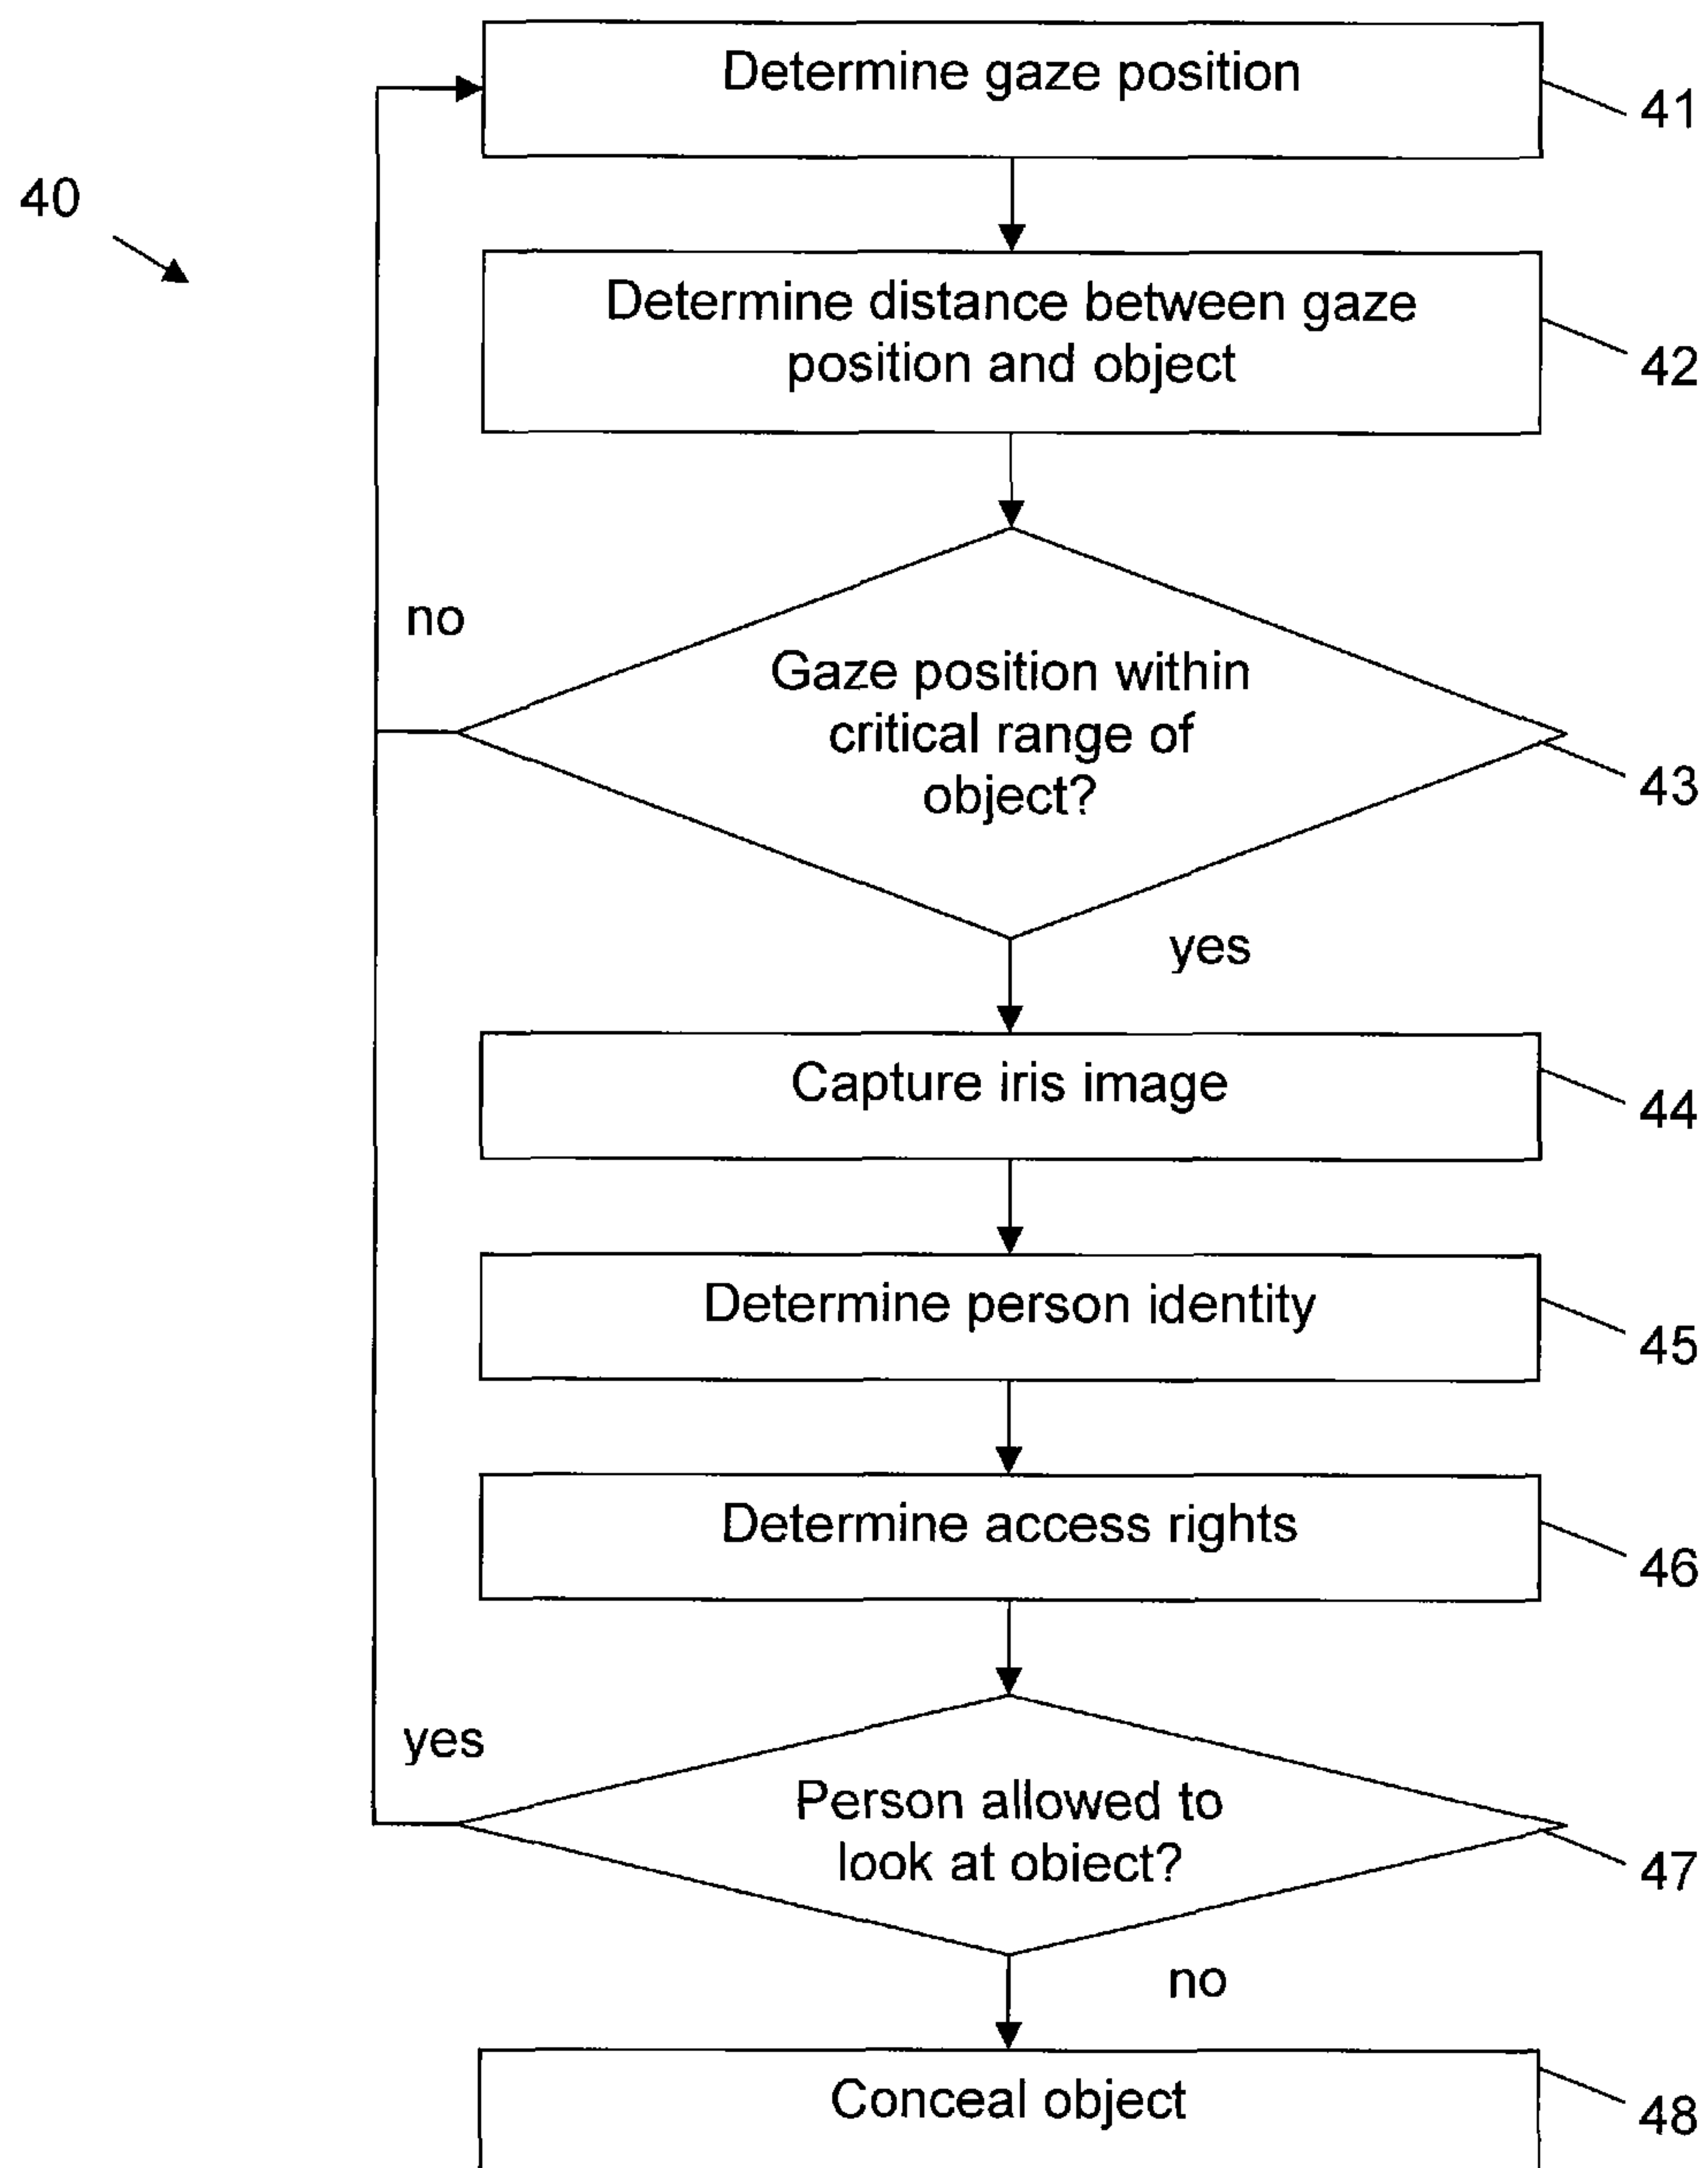 Determine gaze position
41
40
Determine distance between gaze
position and object
42
no
Gaze position within
critical range of
object?
43
yes
Capture iris image
44
Determine person identity
45
Determine access rights
46
yes
Person allowed to
look at object?
47
no
Conceal object
48